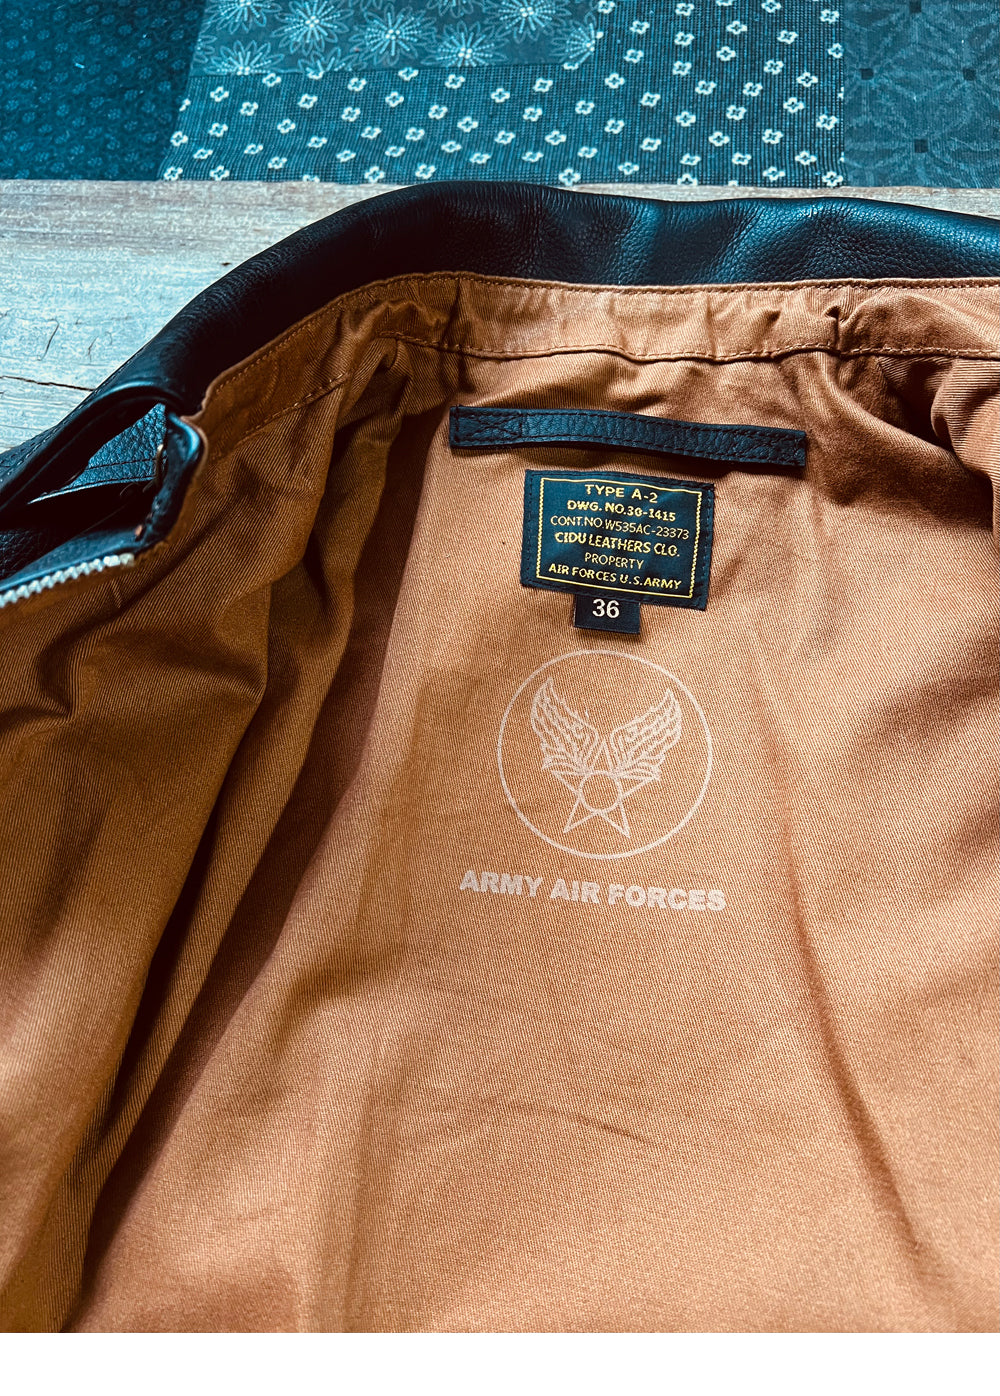 TYPE A-2
DWG. NO.30-1415
CONT.NO.W535AC-23373
CIDU LEATHERS CLO.
PROPERTY
AIR FORCES U.S.ARMY
36
ARMY AIR FORCES